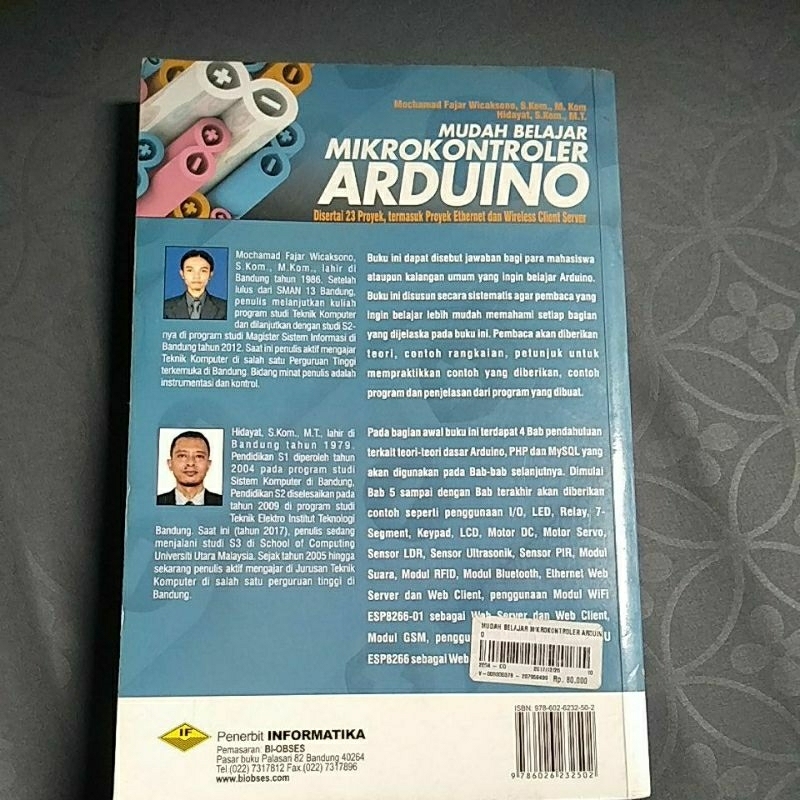 Mochamad Fajar Wicaksono, S.Kom., M. Kom
Hidayat, S.Kom., M.T.
MUDAH BELAJAR
MIKROKONTROLER
ARDUINO
Disertai 23 Proyek, termasuk Proyek Ethernet dan Wireless Client Server
Mochamad Fajar Wicaksono,
S.Kom., M.Kom., lahir di
Bandung tahun 1986. Setelah
lulus dari SMAN 13 Bandung,
penulis melanjutkan kuliah
program studi Teknik Komputer
dan dilanjutkan dengan studi S2-
nya di program studi Magister Sistem Informasi di
Bandung tahun 2012. Saat ini penulis aktif mengajar
Teknik Komputer di salah satu Perguruan Tinggi
terkemuka di Bandung. Bidang minat penulis adalah
instrumentasi dan kontrol.
Hidayat, S.Kom., M.T., lahir di
Bandung tahun 1979.
Pendidikan S1 diperoleh tahun
2004 pada program studi
Sistem Komputer di Bandung,
Pendidikan S2 diselesaikan pada
tahun 2009 di program studi
Teknik Elektro Institut Teknologi
Bandung. Saat ini (tahun 2017), penulis sedang
menjalani studi S3 di School of Computing
Universiti Utara Malaysia. Sejak tahun 2005 hingga
sekarang penulis aktif mengajar di Jurusan Teknik
Komputer di salah satu perguruan tinggi di
Bandung.
Buku ini dapat disebut jawaban bagi para mahasiswa
ataupun kalangan umum yang ingin belajar Arduino.
Buku ini disusun secara sistematis agar pembaca yang
ingin belajar lebih mudah memahami setiap bagian
yang dijelaska pada buku ini. Pembaca akan diberikan
teori, contoh rangkaian, petunjuk untuk
mempraktikkan contoh yang diberikan, contoh
program dan penjelasan dari program yang dibuat.
Pada bagian awal buku ini terdapat 4 Bab pendahutuan
terkait teori-teori dasar Arduino, PHP dan MySQL yang
akan digunakan pada Bab-bab selanjutnya. Dimulai
Bab 5 sampai dengan Bab terakhir akan diberikan
contoh seperti penggunaan I/O, LED, Relay, 7-
Segment, Keypad, LCD, Motor DC, Motor Servo,
Sensor LDR, Sensor Ultrasonik, Sensor PIR, Modul
Suara, Modul RFID, Modul Bluetooth, Ethernet Web
Server dan Web Client, penggunaan Modul WiFi
ESP8266-01 sebagai Web Server dan Web Client,
Modul GSM, penggu
ESP8266 sebagai Web
MUDAH BELAJAR MIKROKONTROLER ARDUIN
O
Rp. 80,000
IF
Penerbit INFORMATIKA
Pemasaran: BI-OBSES
Pasar buku Palasari 82 Bandung 40264
Tel (022) 7317812 Fax.(022) 7317896
www.biobses.com
ISBN: 978-602-6232-50-2
9 786026 232502